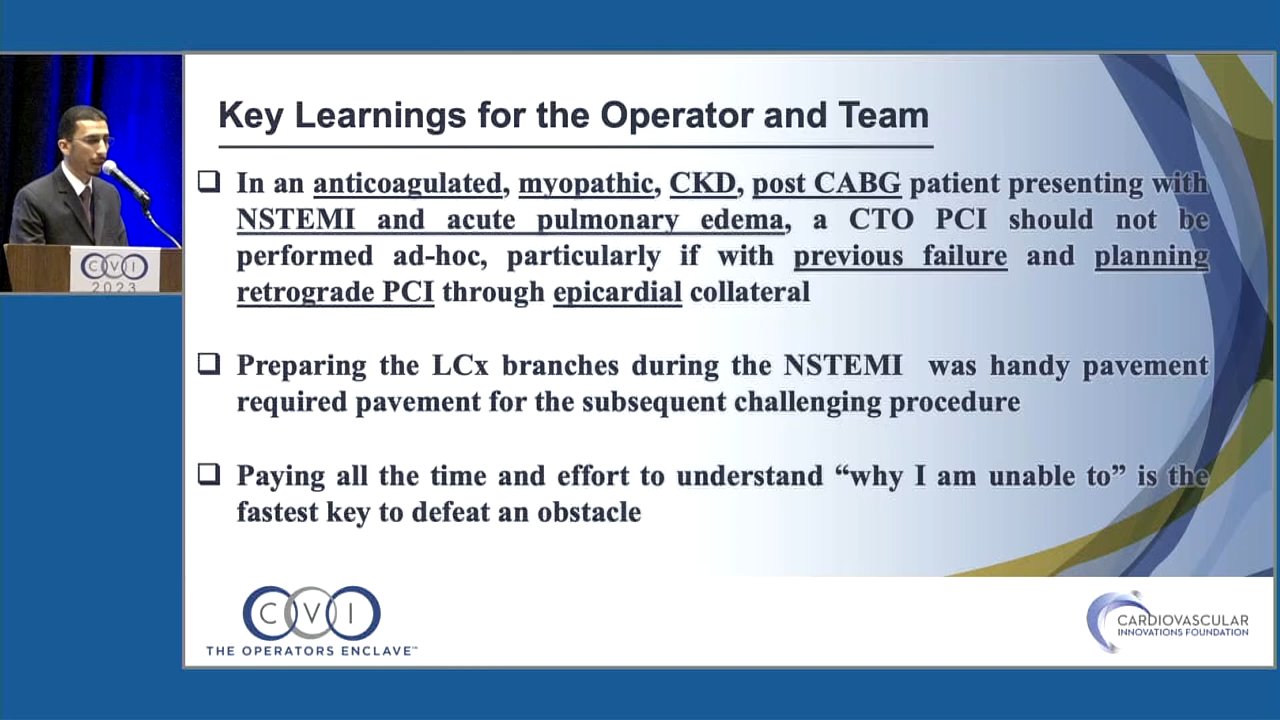 Key Learnings for the Operator and Team
In an anticoagulated, myopathic, CKD, post CABG patient presenting with
NSTEMI and acute pulmonary edema, a CTO PCI should not be
performed ad-hoc, particularly if with previous failure and planning
retrograde PCI through epicardial collateral
Preparing the LCx branches during the NSTEMI was handy pavement
required pavement for the subsequent challenging procedure
Paying all the time and effort to understand “why I am unable to” is the
fastest key to defeat an obstacle
CVI
2023
CVI
THE OPERATORS ENCLAVE™
CARDIOVASCULAR
INNOVATIONS FOUNDATION